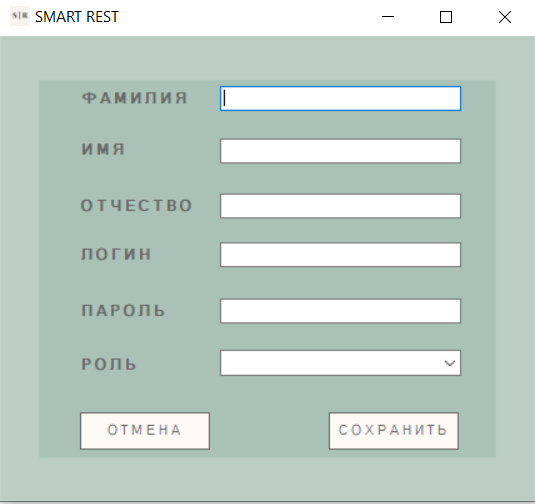 S|R SMART REST
ФАМИЛИЯ
ИМЯ
ОТЧЕСТВО
ЛОГИН
ПАРОЛЬ
РОЛЬ
ОТМЕНА СОХРАНИТЬ